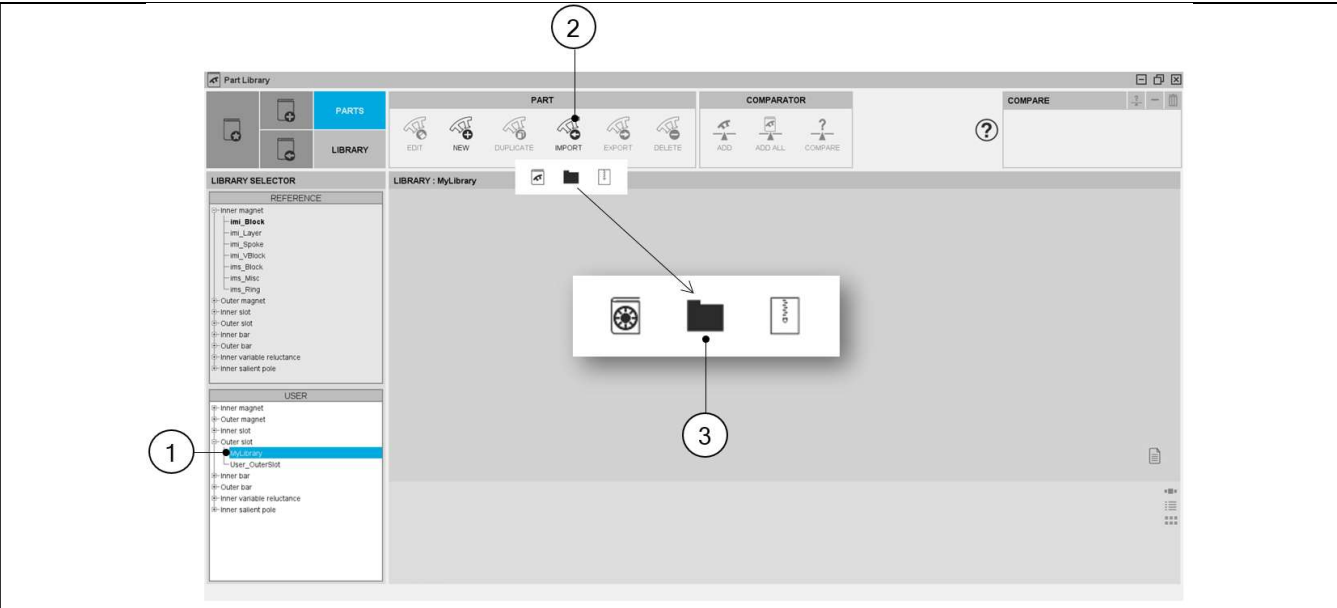 2
Part Library
PARTS
LIBRARY
PART
EDIT
NEW
DUPLICATE
IMPORT
EXPORT
DELETE
COMPARATOR
ADD
ADD ALL
?
COMPARE
?
COMPARE
LIBRARY SELECTOR
LIBRARY : MyLibrary
REFERENCE
Inner magnet
imi_Block
imi_Layer
imi_Spoke
imi_VBlock
ims_Block
ims_Misc
ims_Ring
Outer magnet
Inner slot
Outer slot
Inner bar
Outer bar
Inner variable reluctance
Inner salient pole
3
USER
Inner magnet
Outer magnet
Inner slot
Outer slot
MyLibrary
User_OuterSlot
Inner bar
Outer bar
Inner variable reluctance
Inner salient pole
1